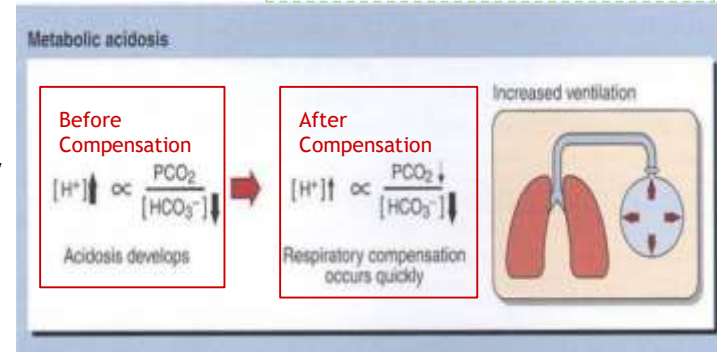 Metabolic acidosis
Before
Compensation
[H⁺]⬆ ∝ PCO₂
[HCO₃⁻]⬇
Acidosis develops
After
Compensation
[H⁺]↑ ∝ PCO₂↓
[HCO₃⁻]⬇
Respiratory compensation
occurs quickly
Increased ventilation